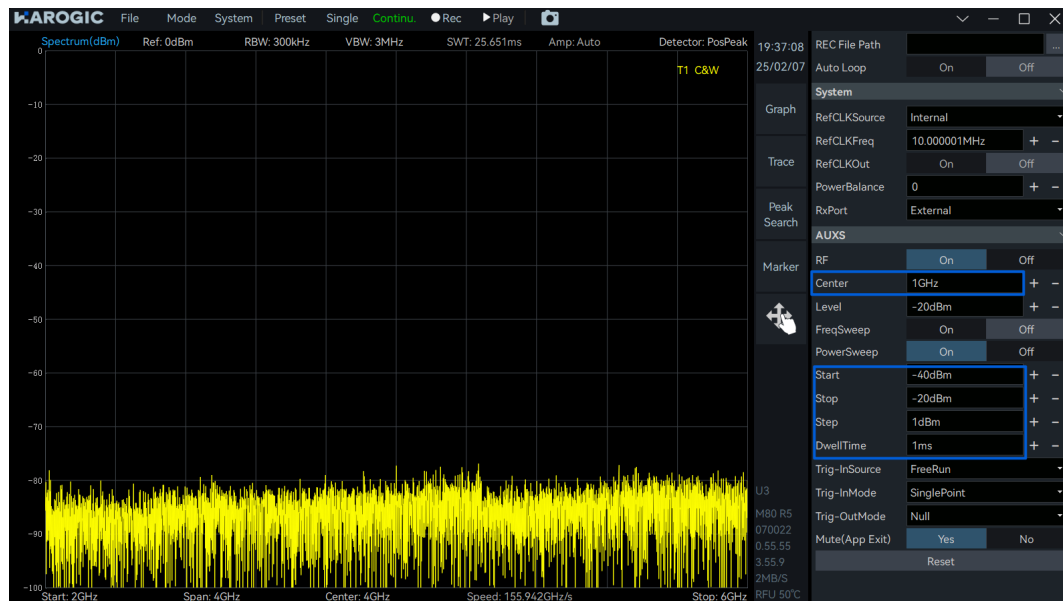 HAROGIC File Mode System Preset Single Continu. Rec Play
Spectrum(dBm) Ref: 0dBm RBW: 300kHz VBW: 3MHz SWT: 25.651ms Amp: Auto Detector: PosPeak
T1 C&W
0
-10
-20
-30
-40
-50
-60
-70
-80
-90
-100
Start: 2GHz Span: 4GHz Center: 4GHz Speed: 155.942GHz/s Stop: 6GHz
19:37:08
25/02/07
Graph
Trace
Peak
Search
Marker
U3
M80 R5
070022
0.55.55
3.55.9
2MB/S
RFU 50°C
REC File Path ...
Auto Loop On Off
System
RefCLKSource Internal
RefCLKFreq 10.000001MHz + -
RefCLKOut On Off
PowerBalance 0 + -
RxPort External
AUXS
RF On Off
Center 1GHz + -
Level -20dBm + -
FreqSweep On Off
PowerSweep On Off
Start -40dBm + -
Stop -20dBm + -
Step 1dBm + -
DwellTime 1ms + -
Trig-InSource FreeRun
Trig-InMode SinglePoint
Trig-OutMode Null
Mute(App Exit) Yes No
Reset